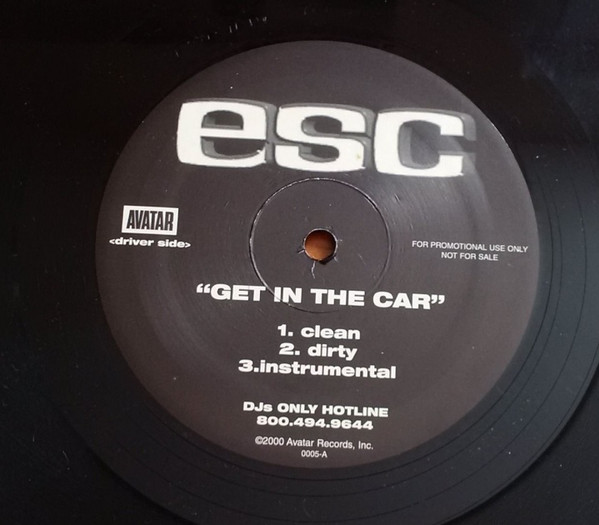 esc
AVATAR
<driver side>
FOR PROMOTIONAL USE ONLY
NOT FOR SALE
“GET IN THE CAR”
1. clean
2. dirty
3.instrumental
DJs ONLY HOTLINE
800.494.9644
©2000 Avatar Records, Inc.
0005-A